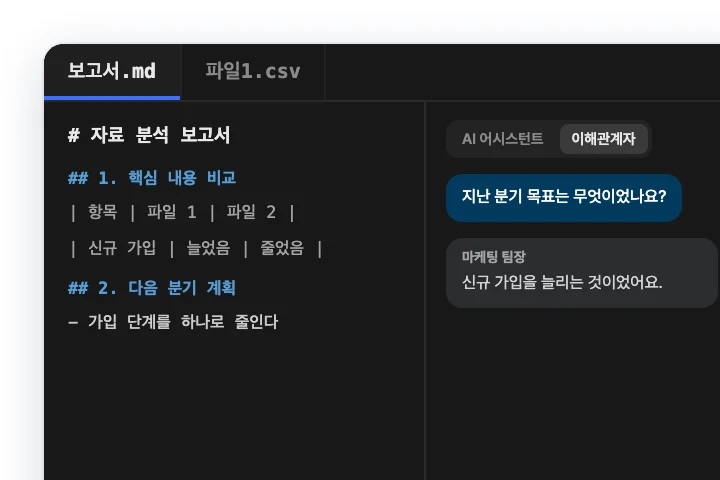 보고서.md
파일1.csv
# 자료 분석 보고서
## 1. 핵심 내용 비교
| 항목 | 파일 1 | 파일 2 |
| 신규 가입 | 늘었음 | 줄었음 |
## 2. 다음 분기 계획
– 가입 단계를 하나로 줄인다
AI 어시스턴트
이해관계자
지난 분기 목표는 무엇이었나요?
마케팅 팀장
신규 가입을 늘리는 것이었어요.